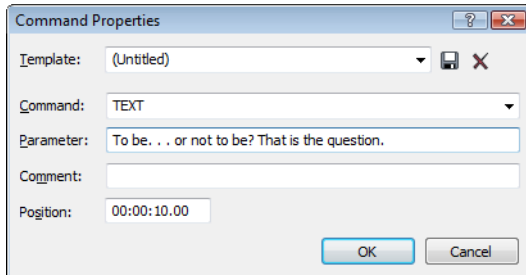 Command Properties
Template: (Untitled)
Command: TEXT
Parameter: To be. . . or not to be? That is the question.
Comment:
Position: 00:00:10.00
OK Cancel